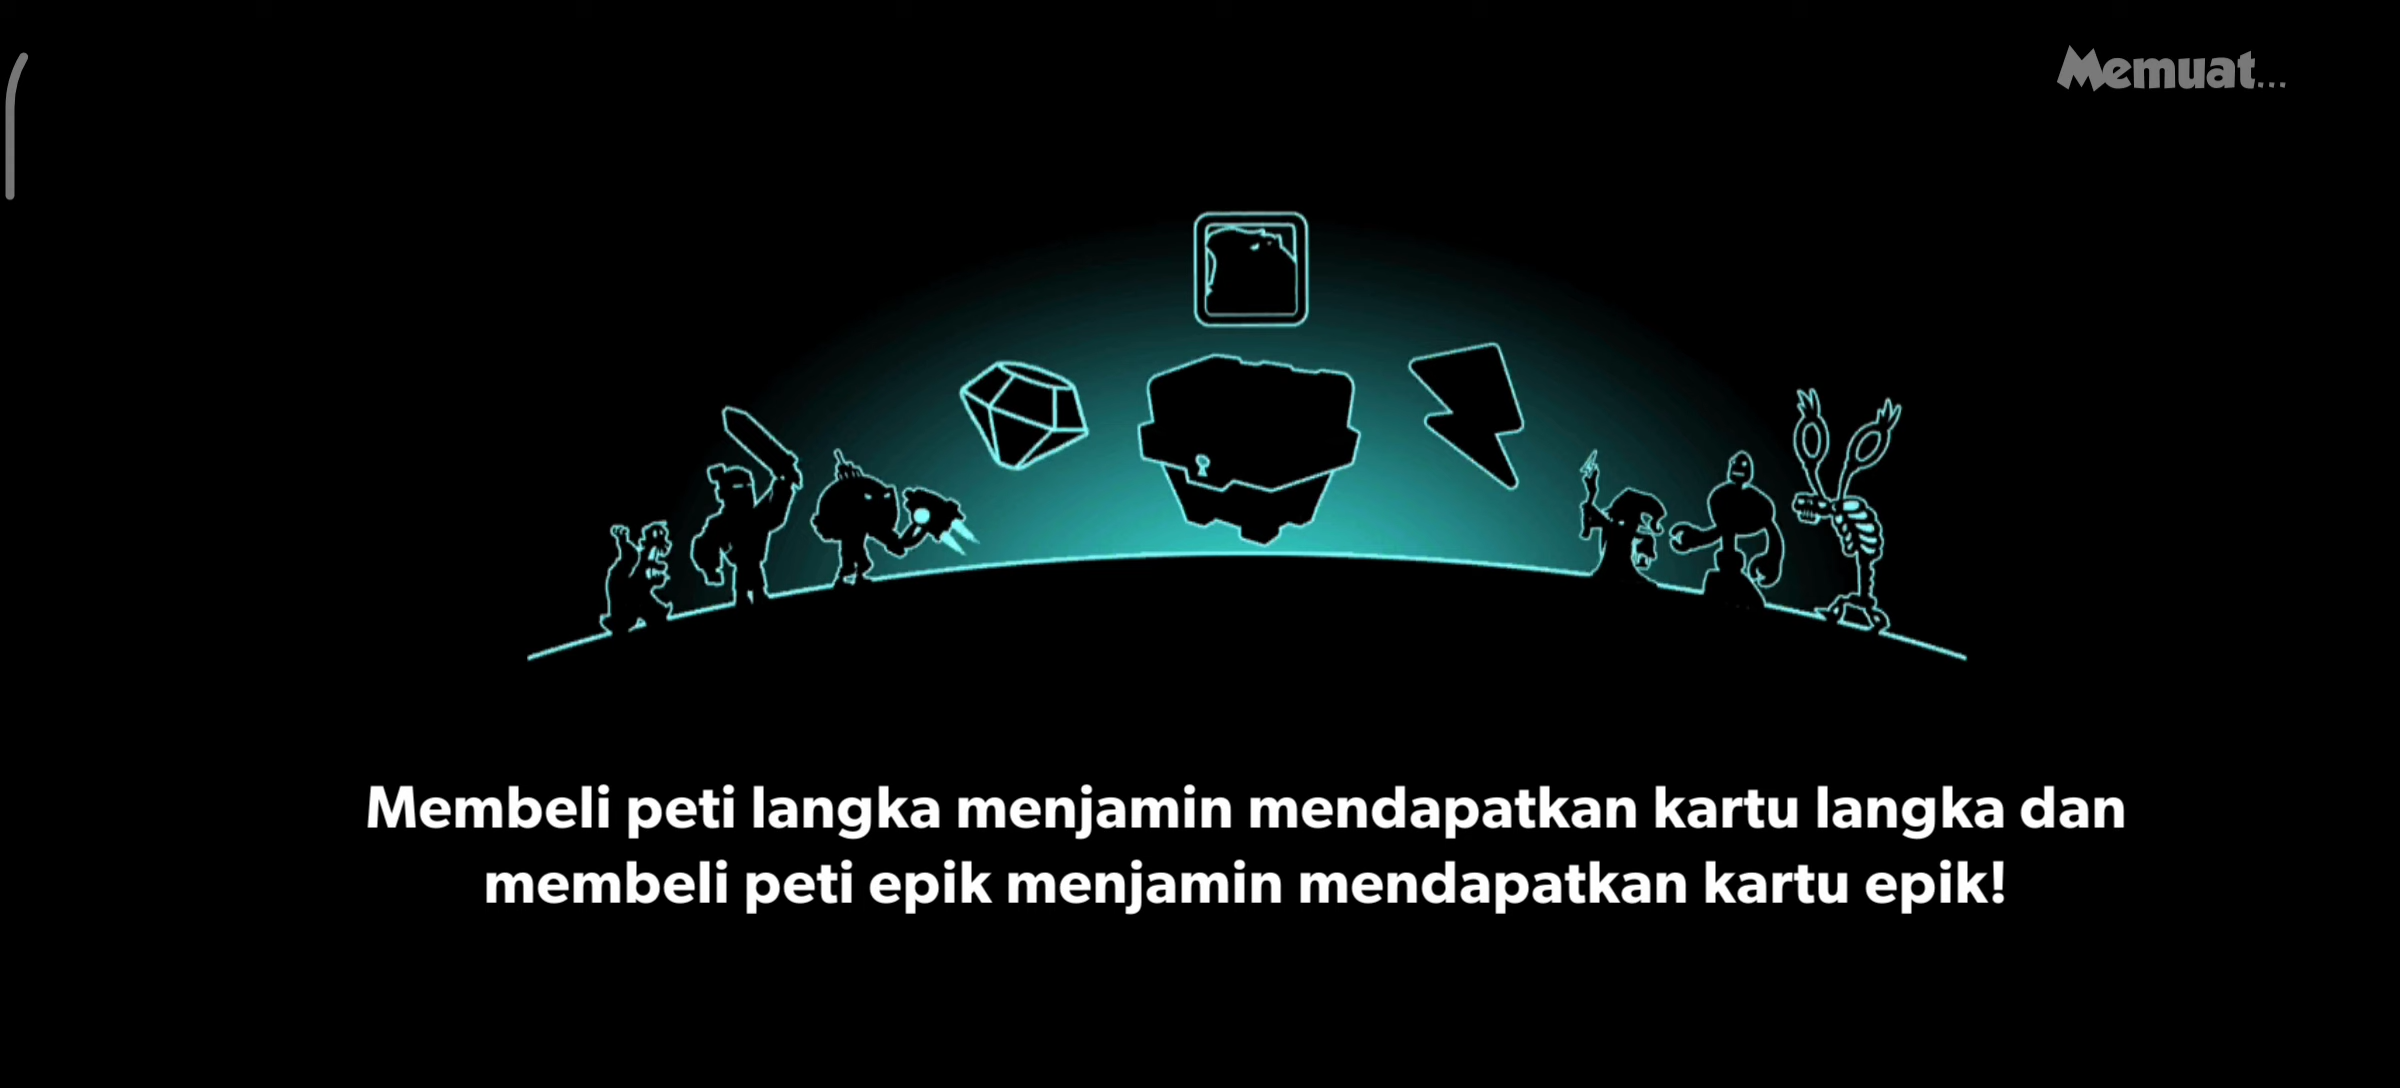 Memuat...
Membeli peti langka menjamin mendapatkan kartu langka dan
membeli peti epik menjamin mendapatkan kartu epik!